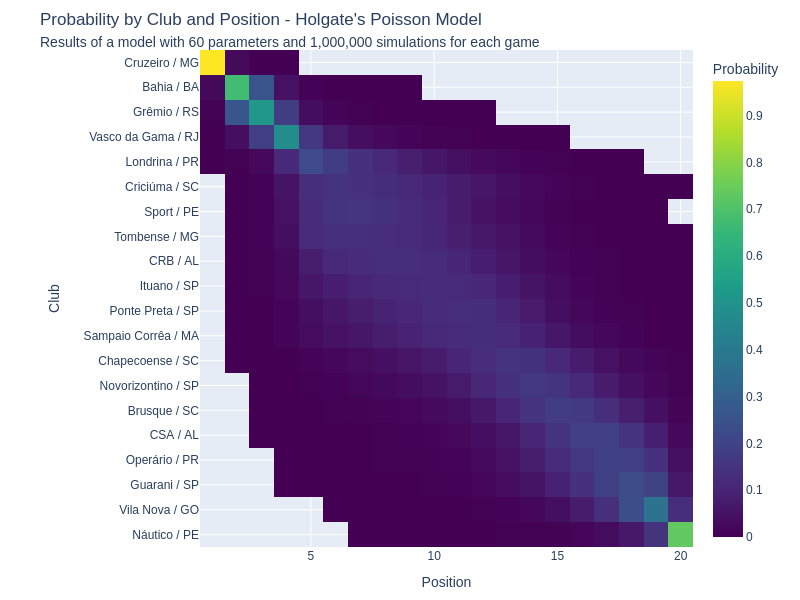 Probability by Club and Position - Holgate's Poisson Model
Results of a model with 60 parameters and 1,000,000 simulations for each game
Probability
Club
Cruzeiro / MG
Bahia / BA
Grêmio / RS
Vasco da Gama / RJ
Londrina / PR
Criciúma / SC
Sport / PE
Tombense / MG
CRB / AL
Ituano / SP
Ponte Preta / SP
Sampaio Corrêa / MA
Chapecoense / SC
Novorizontino / SP
Brusque / SC
CSA / AL
Operário / PR
Guarani / SP
Vila Nova / GO
Náutico / PE
0.9
0.8
0.7
0.6
0.5
0.4
0.3
0.2
0.1
0
5
10
15
20
Position